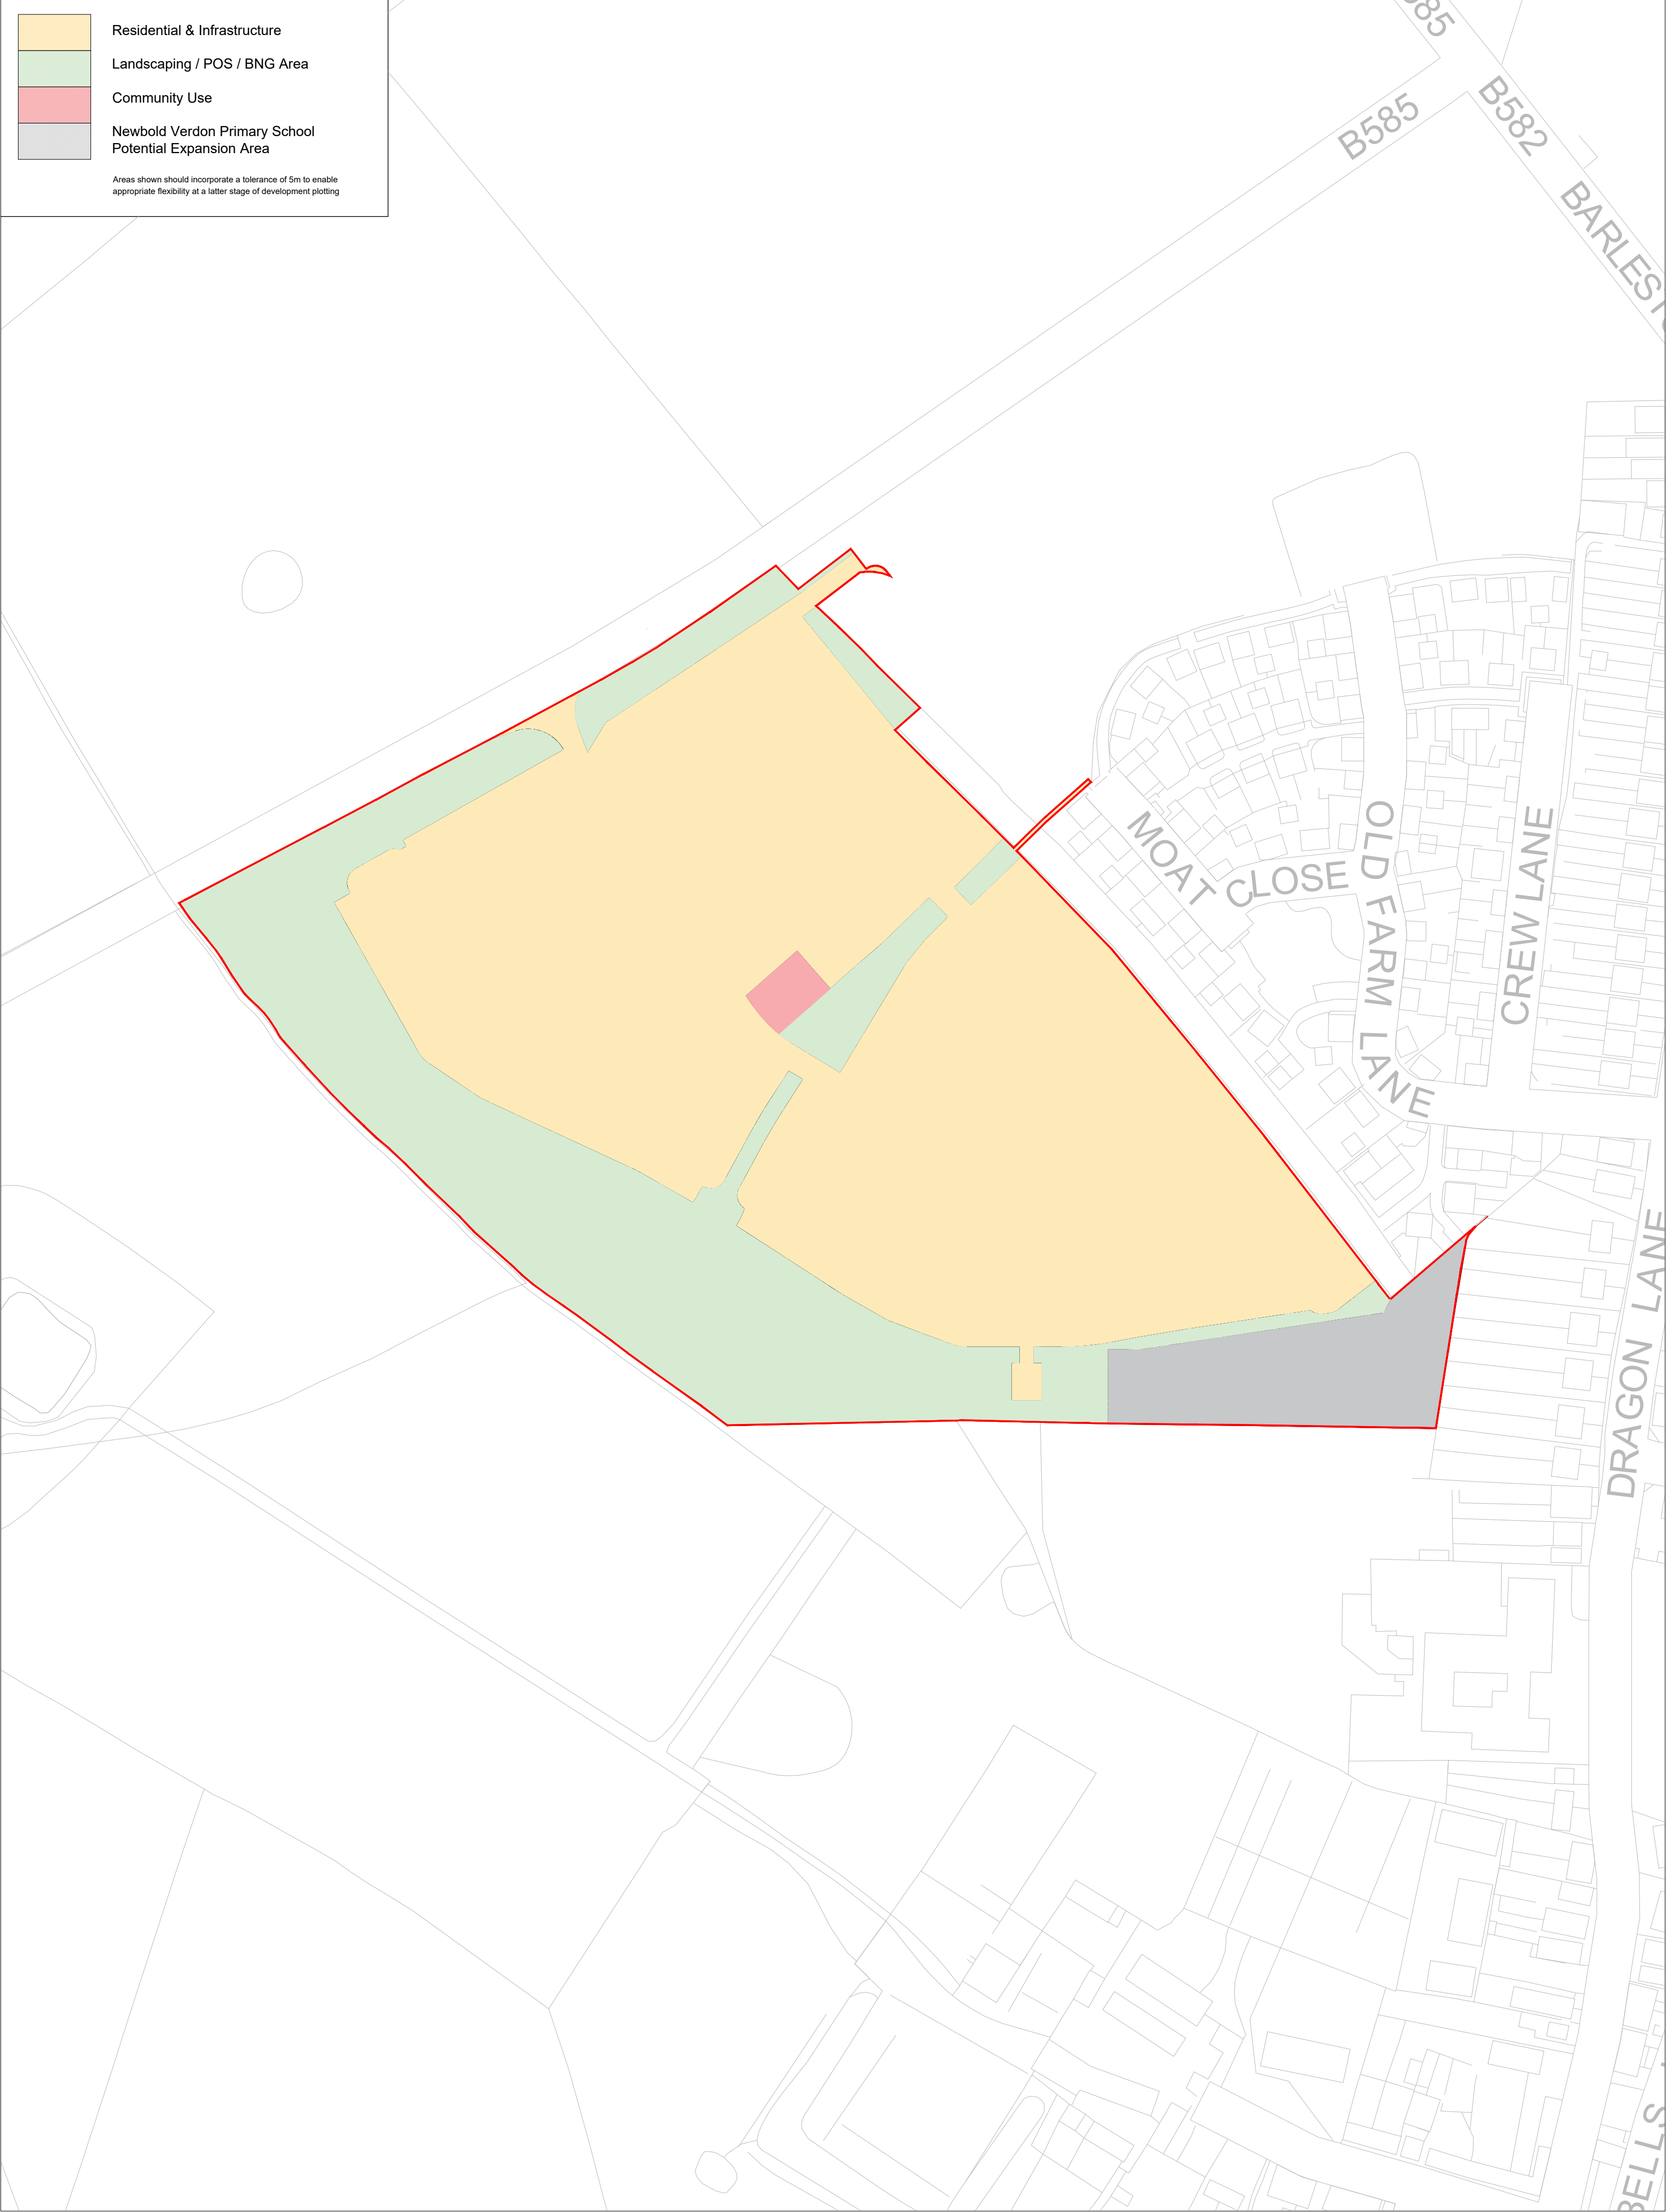 Residential & Infrastructure
Landscaping / POS / BNG Area
Community Use
Newbold Verdon Primary School
Potential Expansion Area
Areas shown should incorporate a tolerance of 5m to enable
appropriate flexibility at a latter stage of development plotting
B585
B582
MOAT CLOSE
OLD FARM LANE
CREW LANE
DRAGON LANE